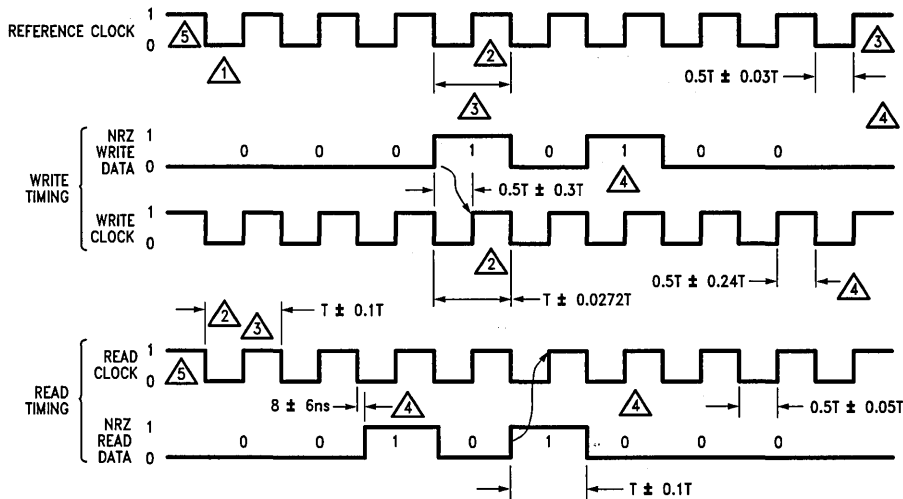 REFERENCE CLOCK 1
0
5
1
2
3
3
0.5T ± 0.03T
4
WRITE TIMING
NRZ WRITE DATA 1
0
0 0 0 1 0 1 0 0
4
0.5T ± 0.3T
WRITE CLOCK 1
0
2
T ± 0.0272T
0.5T ± 0.24T
4
2 3
T ± 0.1T
READ TIMING
READ CLOCK 1
0
5
8 ± 6ns
4
4
0.5T ± 0.05T
NRZ READ DATA 1
0
0 0 1 0 1 0 0 0
T ± 0.1T